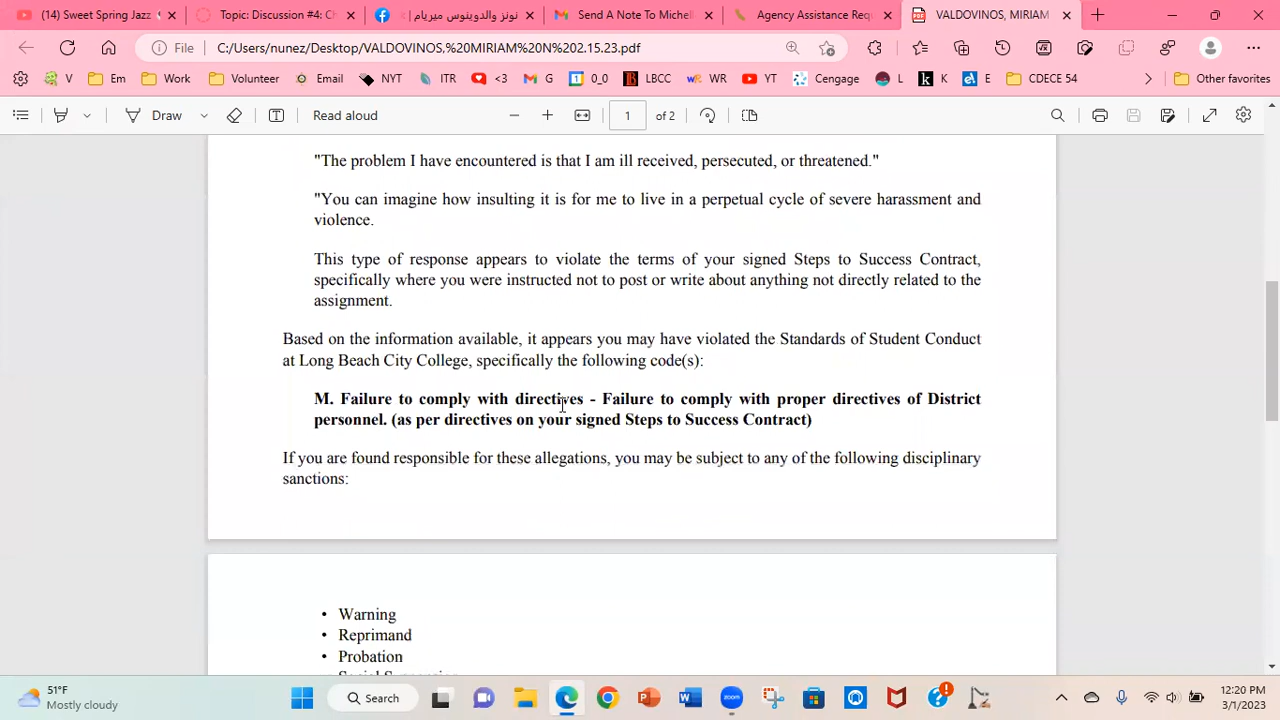 (14) Sweet Spring Jazz
Topic: Discussion #4: C
نونز والدوينوس ميريام
Send A Note To Michell
Agency Assistance Req
VALDOVINOS, MIRIAM
File
C:/Users/nunez/Desktop/VALDOVINOS,%20MIRIAM%20N%202.15.23.pdf
V
Em
Work
Volunteer
Email
NYT
ITR
<3
G
0_0
LBCC
WR
YT
Cengage
L
K
E
CDECE 54
Other favorites
Draw
Read aloud
1
of 2
"The problem I have encountered is that I am ill received, persecuted, or threatened."
"You can imagine how insulting it is for me to live in a perpetual cycle of severe harassment and
violence.
This type of response appears to violate the terms of your signed Steps to Success Contract,
specifically where you were instructed not to post or write about anything not directly related to the
assignment.
Based on the information available, it appears you may have violated the Standards of Student Conduct
at Long Beach City College, specifically the following code(s):
M. Failure to comply with directives - Failure to comply with proper directives of District
personnel. (as per directives on your signed Steps to Success Contract)
If you are found responsible for these allegations, you may be subject to any of the following disciplinary
sanctions:
• Warning
• Reprimand
• Probation
51°F
Mostly cloudy
Search
12:20 PM
3/1/2023